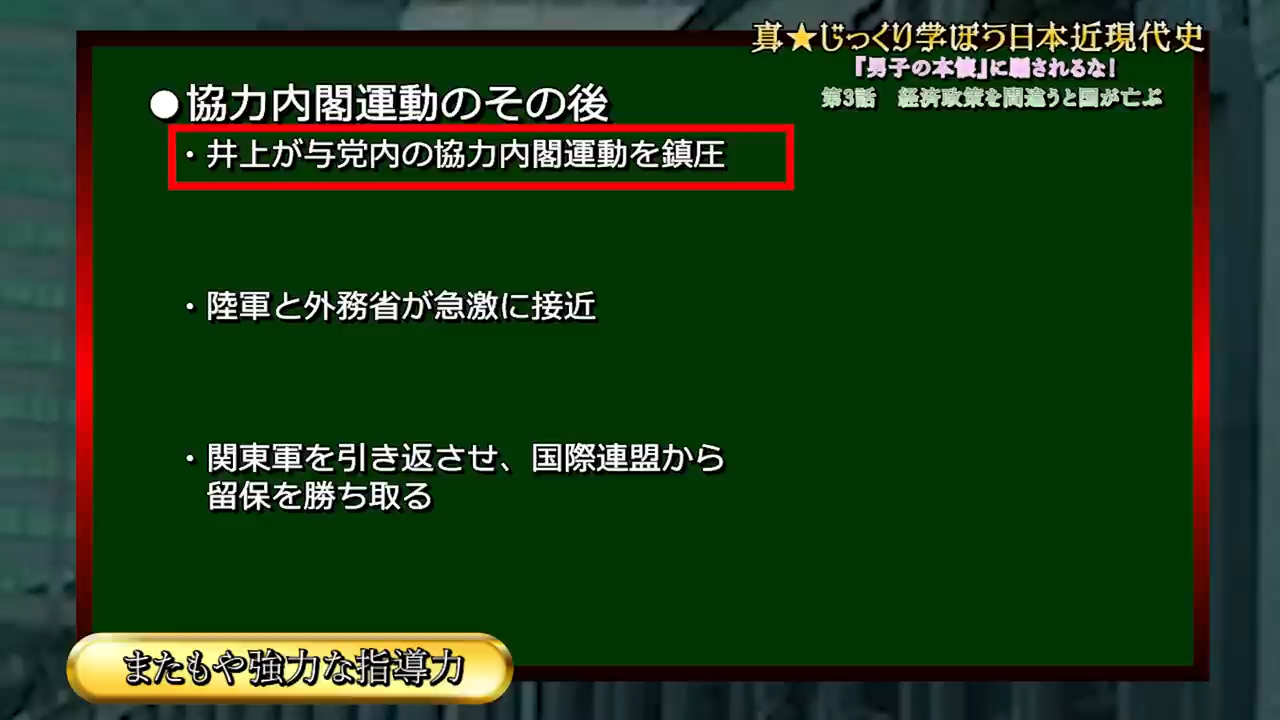 真★じっくり学ぼう日本近現代史
『男子の本懐』に騙されるな！
第3話　経済政策を間違うと国が亡ぶ
●協力内閣運動のその後
・井上が与党内の協力内閣運動を鎮圧
・陸軍と外務省が急激に接近
・関東軍を引き返させ、国際連盟から
留保を勝ち取る
またもや強力な指導力